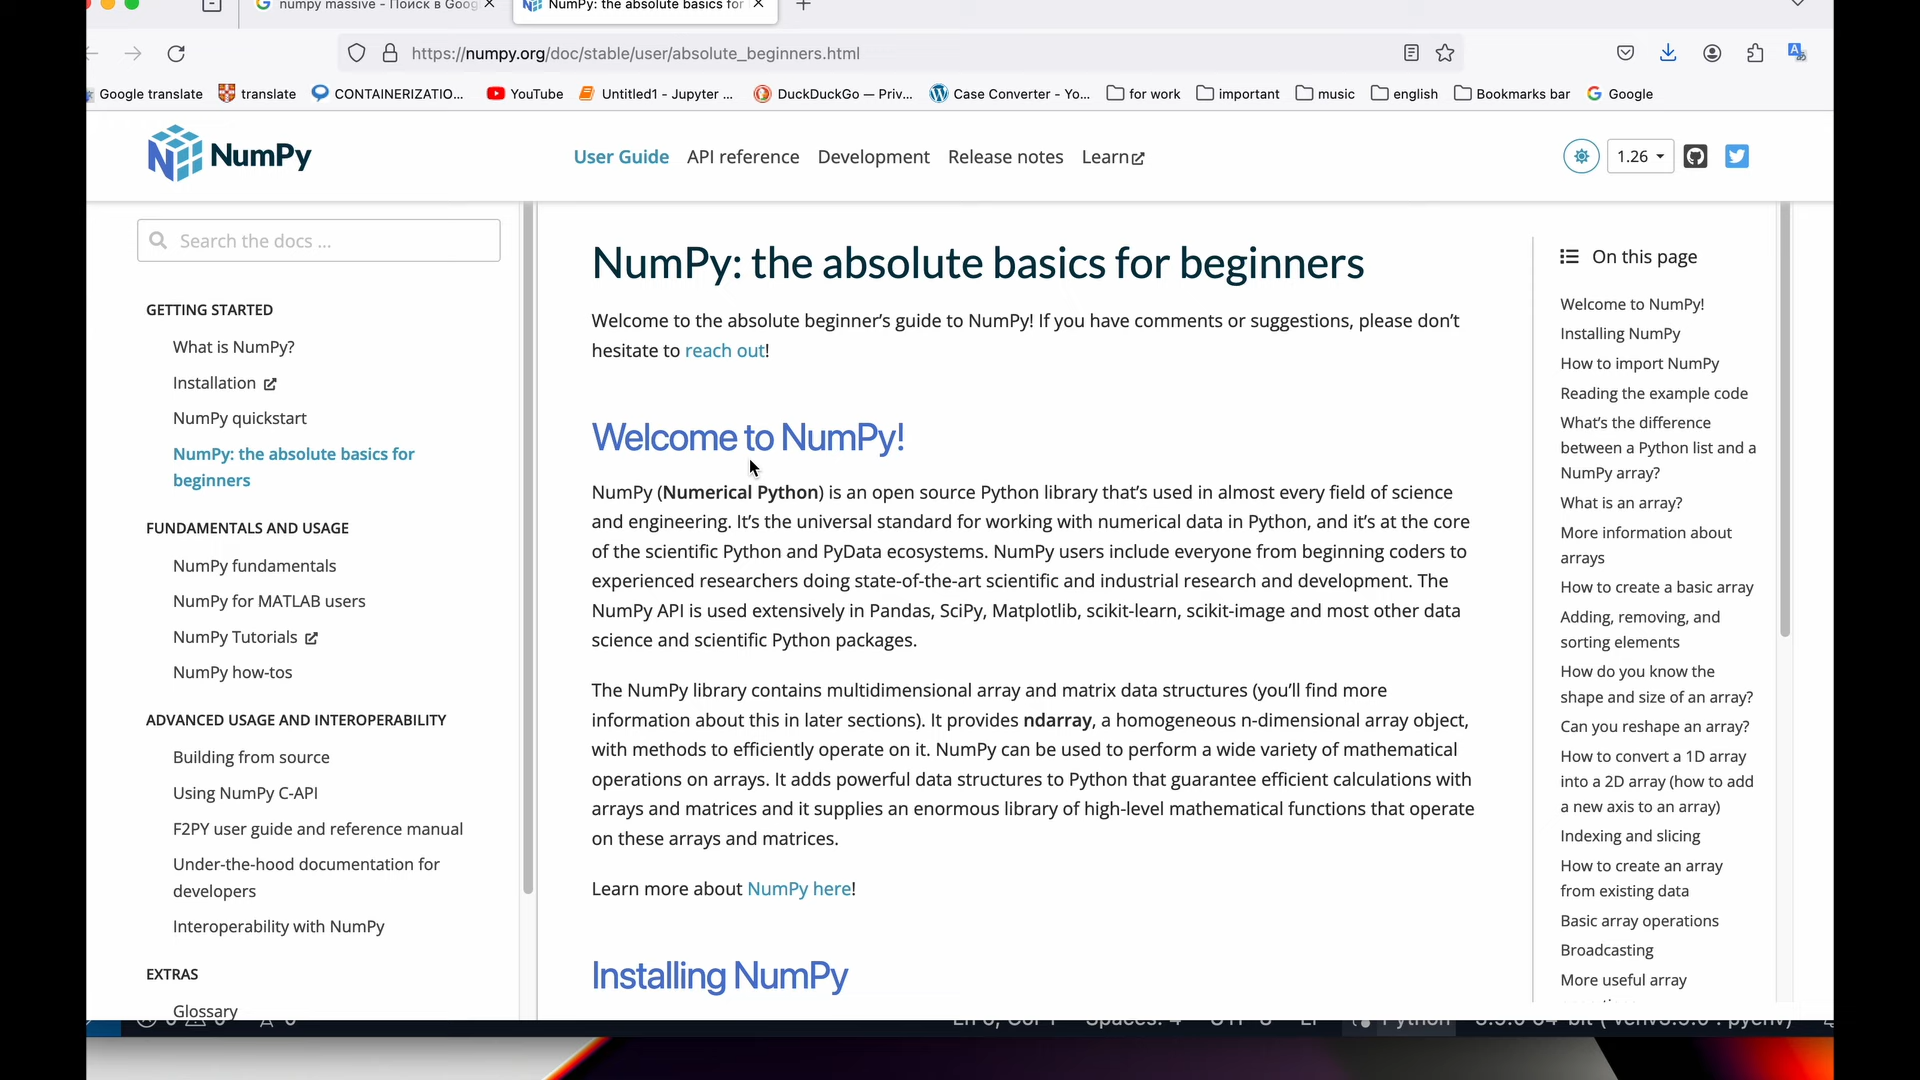 numpy massive - Поиск в Goog
NumPy: the absolute basics for
https://numpy.org/doc/stable/user/absolute_beginners.html
Google translate
translate
CONTAINERIZATIO...
YouTube
Untitled1 - Jupyter ...
DuckDuckGo — Priv...
Case Converter - Yo...
for work
important
music
english
Bookmarks bar
Google
NumPy
User Guide
API reference
Development
Release notes
Learn
1.26
Search the docs ...
GETTING STARTED
What is NumPy?
Installation
NumPy quickstart
NumPy: the absolute basics for
beginners
FUNDAMENTALS AND USAGE
NumPy fundamentals
NumPy for MATLAB users
NumPy Tutorials
NumPy how-tos
ADVANCED USAGE AND INTEROPERABILITY
Building from source
Using NumPy C-API
F2PY user guide and reference manual
Under-the-hood documentation for
developers
Interoperability with NumPy
EXTRAS
Glossary
NumPy: the absolute basics for beginners
Welcome to the absolute beginner’s guide to NumPy! If you have comments or suggestions, please don’t
hesitate to reach out!
Welcome to NumPy!
NumPy (Numerical Python) is an open source Python library that’s used in almost every field of science
and engineering. It’s the universal standard for working with numerical data in Python, and it’s at the core
of the scientific Python and PyData ecosystems. NumPy users include everyone from beginning coders to
experienced researchers doing state-of-the-art scientific and industrial research and development. The
NumPy API is used extensively in Pandas, SciPy, Matplotlib, scikit-learn, scikit-image and most other data
science and scientific Python packages.
The NumPy library contains multidimensional array and matrix data structures (you’ll find more
information about this in later sections). It provides ndarray, a homogeneous n-dimensional array object,
with methods to efficiently operate on it. NumPy can be used to perform a wide variety of mathematical
operations on arrays. It adds powerful data structures to Python that guarantee efficient calculations with
arrays and matrices and it supplies an enormous library of high-level mathematical functions that operate
on these arrays and matrices.
Learn more about NumPy here!
Installing NumPy
On this page
Welcome to NumPy!
Installing NumPy
How to import NumPy
Reading the example code
What’s the difference
between a Python list and a
NumPy array?
What is an array?
More information about
arrays
How to create a basic array
Adding, removing, and
sorting elements
How do you know the
shape and size of an array?
Can you reshape an array?
How to convert a 1D array
into a 2D array (how to add
a new axis to an array)
Indexing and slicing
How to create an array
from existing data
Basic array operations
Broadcasting
More useful array
Python